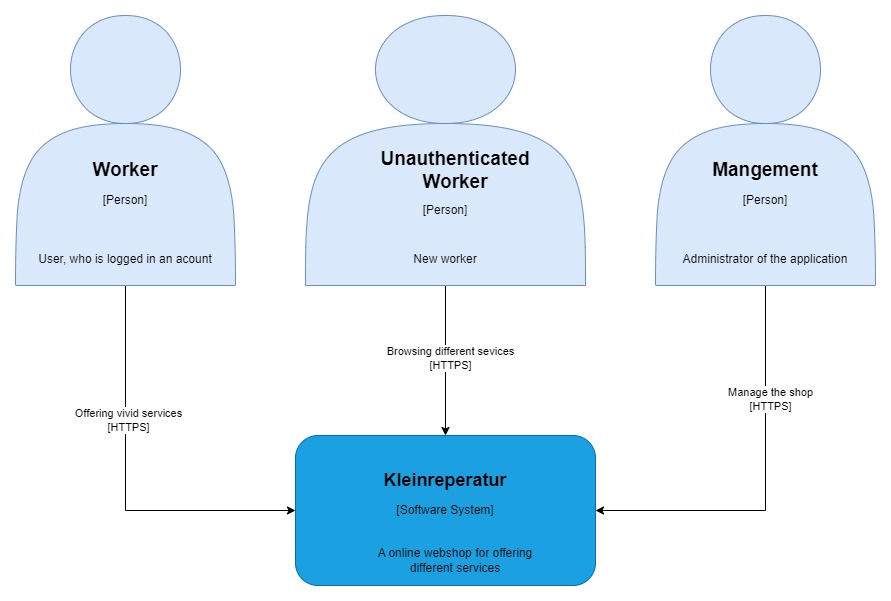 Worker
[Person]
User, who is logged in an acount
Unauthenticated
Worker
[Person]
New worker
Mangement
[Person]
Administrator of the application
Browsing different sevices
[HTTPS]
Manage the shop
[HTTPS]
Offering vivid services
[HTTPS]
Kleinreperatur
[Software System]
A online webshop for offering
different services